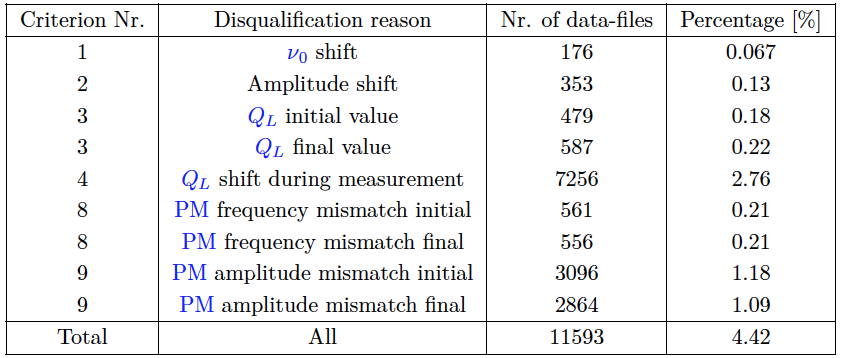 Criterion Nr. Disqualification reason Nr. of data-files Percentage [%]
1 ν₀ shift 176 0.067
2 Amplitude shift 353 0.13
3 Q_L initial value 479 0.18
3 Q_L final value 587 0.22
4 Q_L shift during measurement 7256 2.76
8 PM frequency mismatch initial 561 0.21
8 PM frequency mismatch final 556 0.21
9 PM amplitude mismatch initial 3096 1.18
9 PM amplitude mismatch final 2864 1.09
Total All 11593 4.42